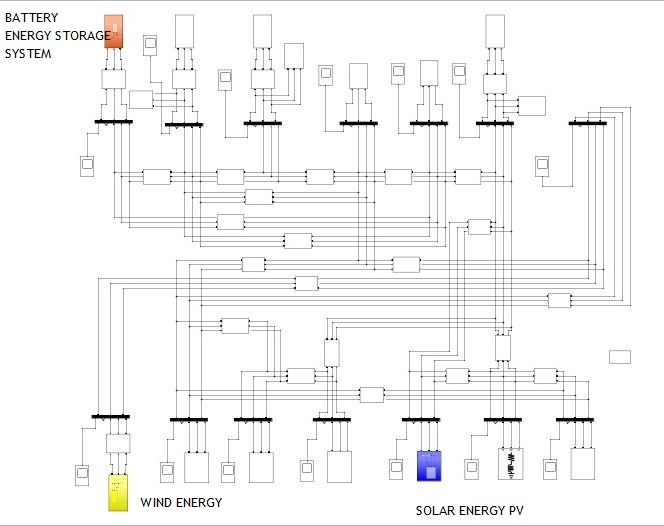 BATTERY
ENERGY STORAGE
SYSTEM
WIND ENERGY
SOLAR ENERGY PV